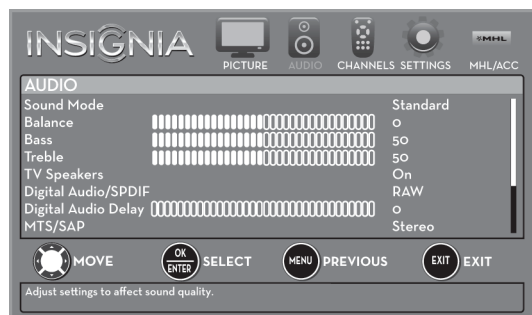 INSIGNIA
PICTURE AUDIO CHANNELS SETTINGS MHL/ACC
MHL
AUDIO
Sound Mode Standard
Balance 0
Bass 50
Treble 50
TV Speakers On
Digital Audio/SPDIF RAW
Digital Audio Delay 0
MTS/SAP Stereo
MOVE OK ENTER SELECT MENU PREVIOUS EXIT EXIT
Adjust settings to affect sound quality.